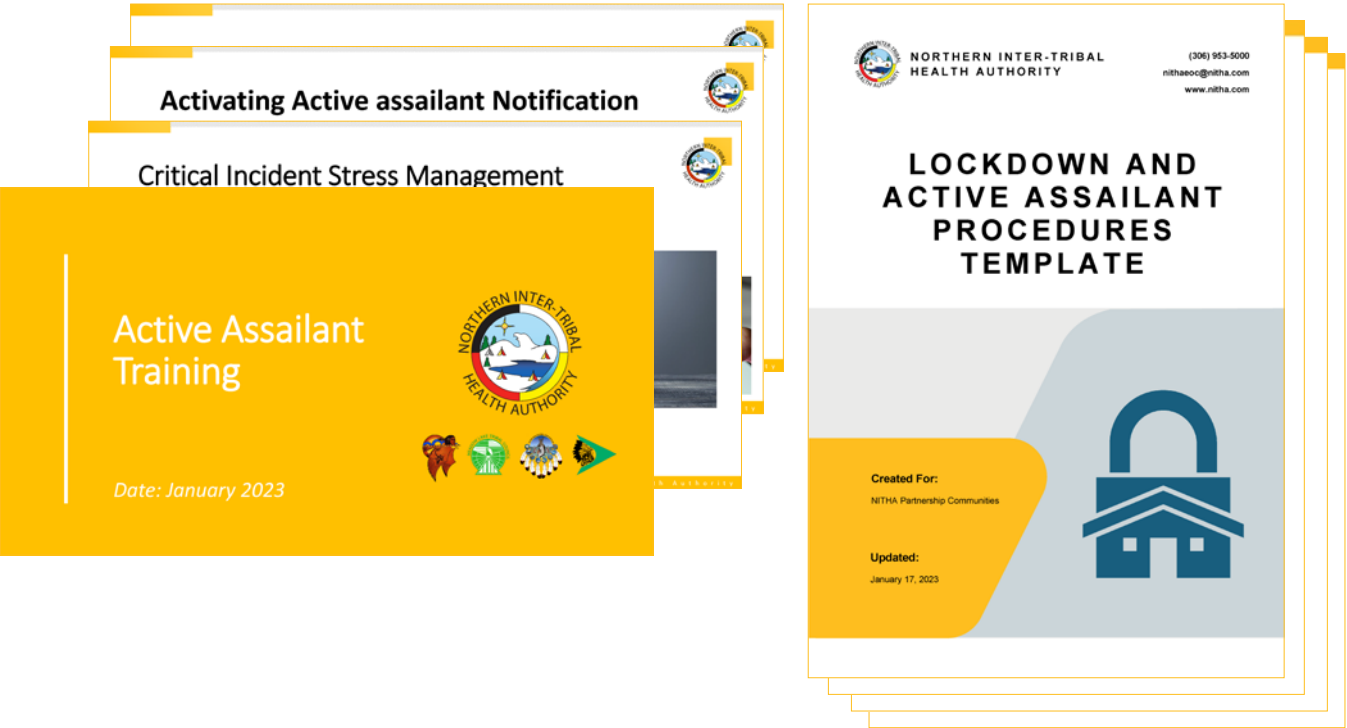 Activating Active assailant Notification
Critical Incident Stress Management
Active Assailant
Training
NORTHERN INTER-TRIBAL
HEALTH AUTHORITY
Date: January 2023
h Authority
NORTHERN INTER-TRIBAL
HEALTH AUTHORITY
(306) 953-5000
nithaeoc@nitha.com
www.nitha.com
LOCKDOWN AND
ACTIVE ASSAILANT
PROCEDURES
TEMPLATE
Created For:
NITHA Partnership Communities
Updated:
January 17, 2023